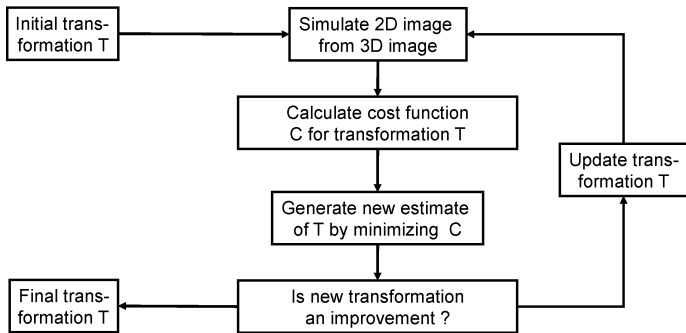 Initial trans-
formation T
Simulate 2D image
from 3D image
Calculate cost function
C for transformation T
Update trans-
formation T
Generate new estimate
of T by minimizing C
Final trans-
formation T
Is new transformation
an improvement ?